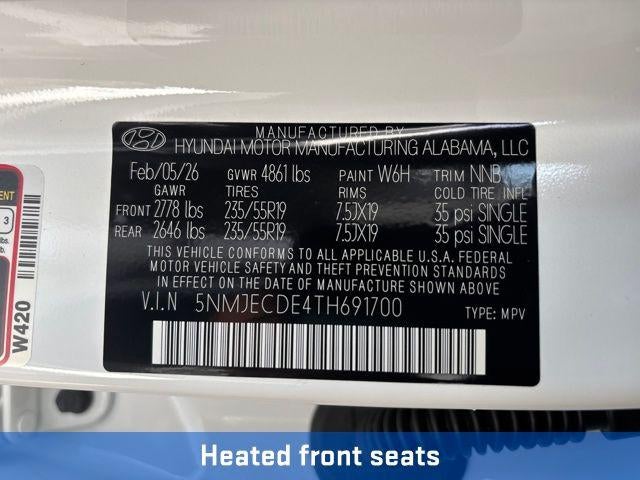 MANUFACTURED BY
HYUNDAI MOTOR MANUFACTURING ALABAMA, LLC
Feb/05/26 GVWR 4861 lbs PAINT W6H TRIM NNB
GAWR TIRES RIMS COLD TIRE INFL
FRONT 2778 lbs 235/55R19 7.5JX19 35 psi SINGLE
REAR 2646 lbs 235/55R19 7.5JX19 35 psi SINGLE
THIS VEHICLE CONFORMS TO ALL APPLICABLE U.S.A. FEDERAL
MOTOR VEHICLE SAFETY AND THEFT PREVENTION STANDARDS
IN EFFECT ON THE DATE OF MANUFACTURE SHOWN ABOVE.
V.I.N 5NMJECDE4TH691700 TYPE: MPV
3
lbs.
W420
Heated front seats